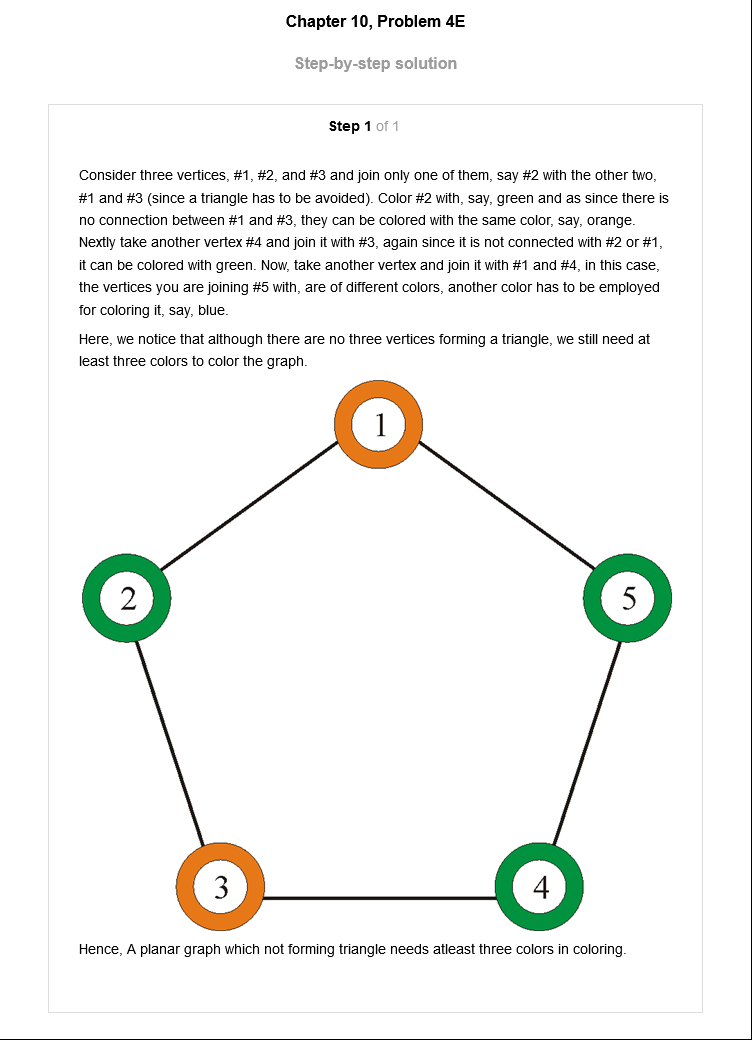 Chapter 10, Problem 4E
Step-by-step solution
Step 1 of 1
Consider three vertices, #1, #2, and #3 and join only one of them, say #2 with the other two,
#1 and #3 (since a triangle has to be avoided). Color #2 with, say, green and as since there is
no connection between #1 and #3, they can be colored with the same color, say, orange.
Nextly take another vertex #4 and join it with #3, again since it is not connected with #2 or #1,
it can be colored with green. Now, take another vertex and join it with #1 and #4, in this case,
the vertices you are joining #5 with, are of different colors, another color has to be employed
for coloring it, say, blue.
Here, we notice that although there are no three vertices forming a triangle, we still need at
least three colors to color the graph.
1
2
5
3
4
Hence, A planar graph which not forming triangle needs atleast three colors in coloring.